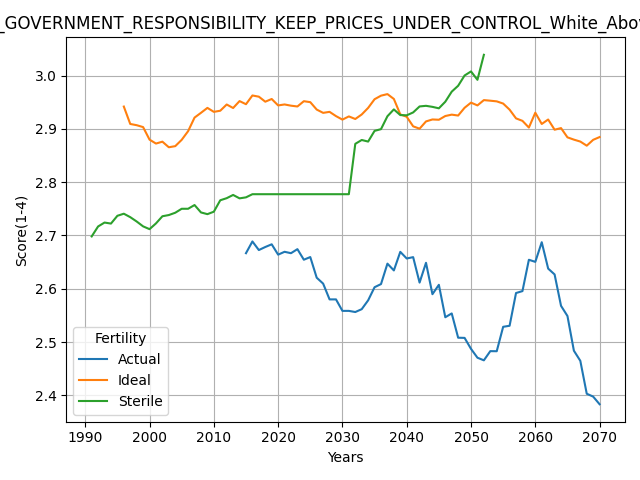 _GOVERNMENT_RESPONSIBILITY_KEEP_PRICES_UNDER_CONTROL_White_Abo
3.0
2.9
2.8
2.7
2.6
2.5
2.4
Score(1-4)
Fertility
Actual
Ideal
Sterile
1990 2000 2010 2020 2030 2040 2050 2060 2070
Years